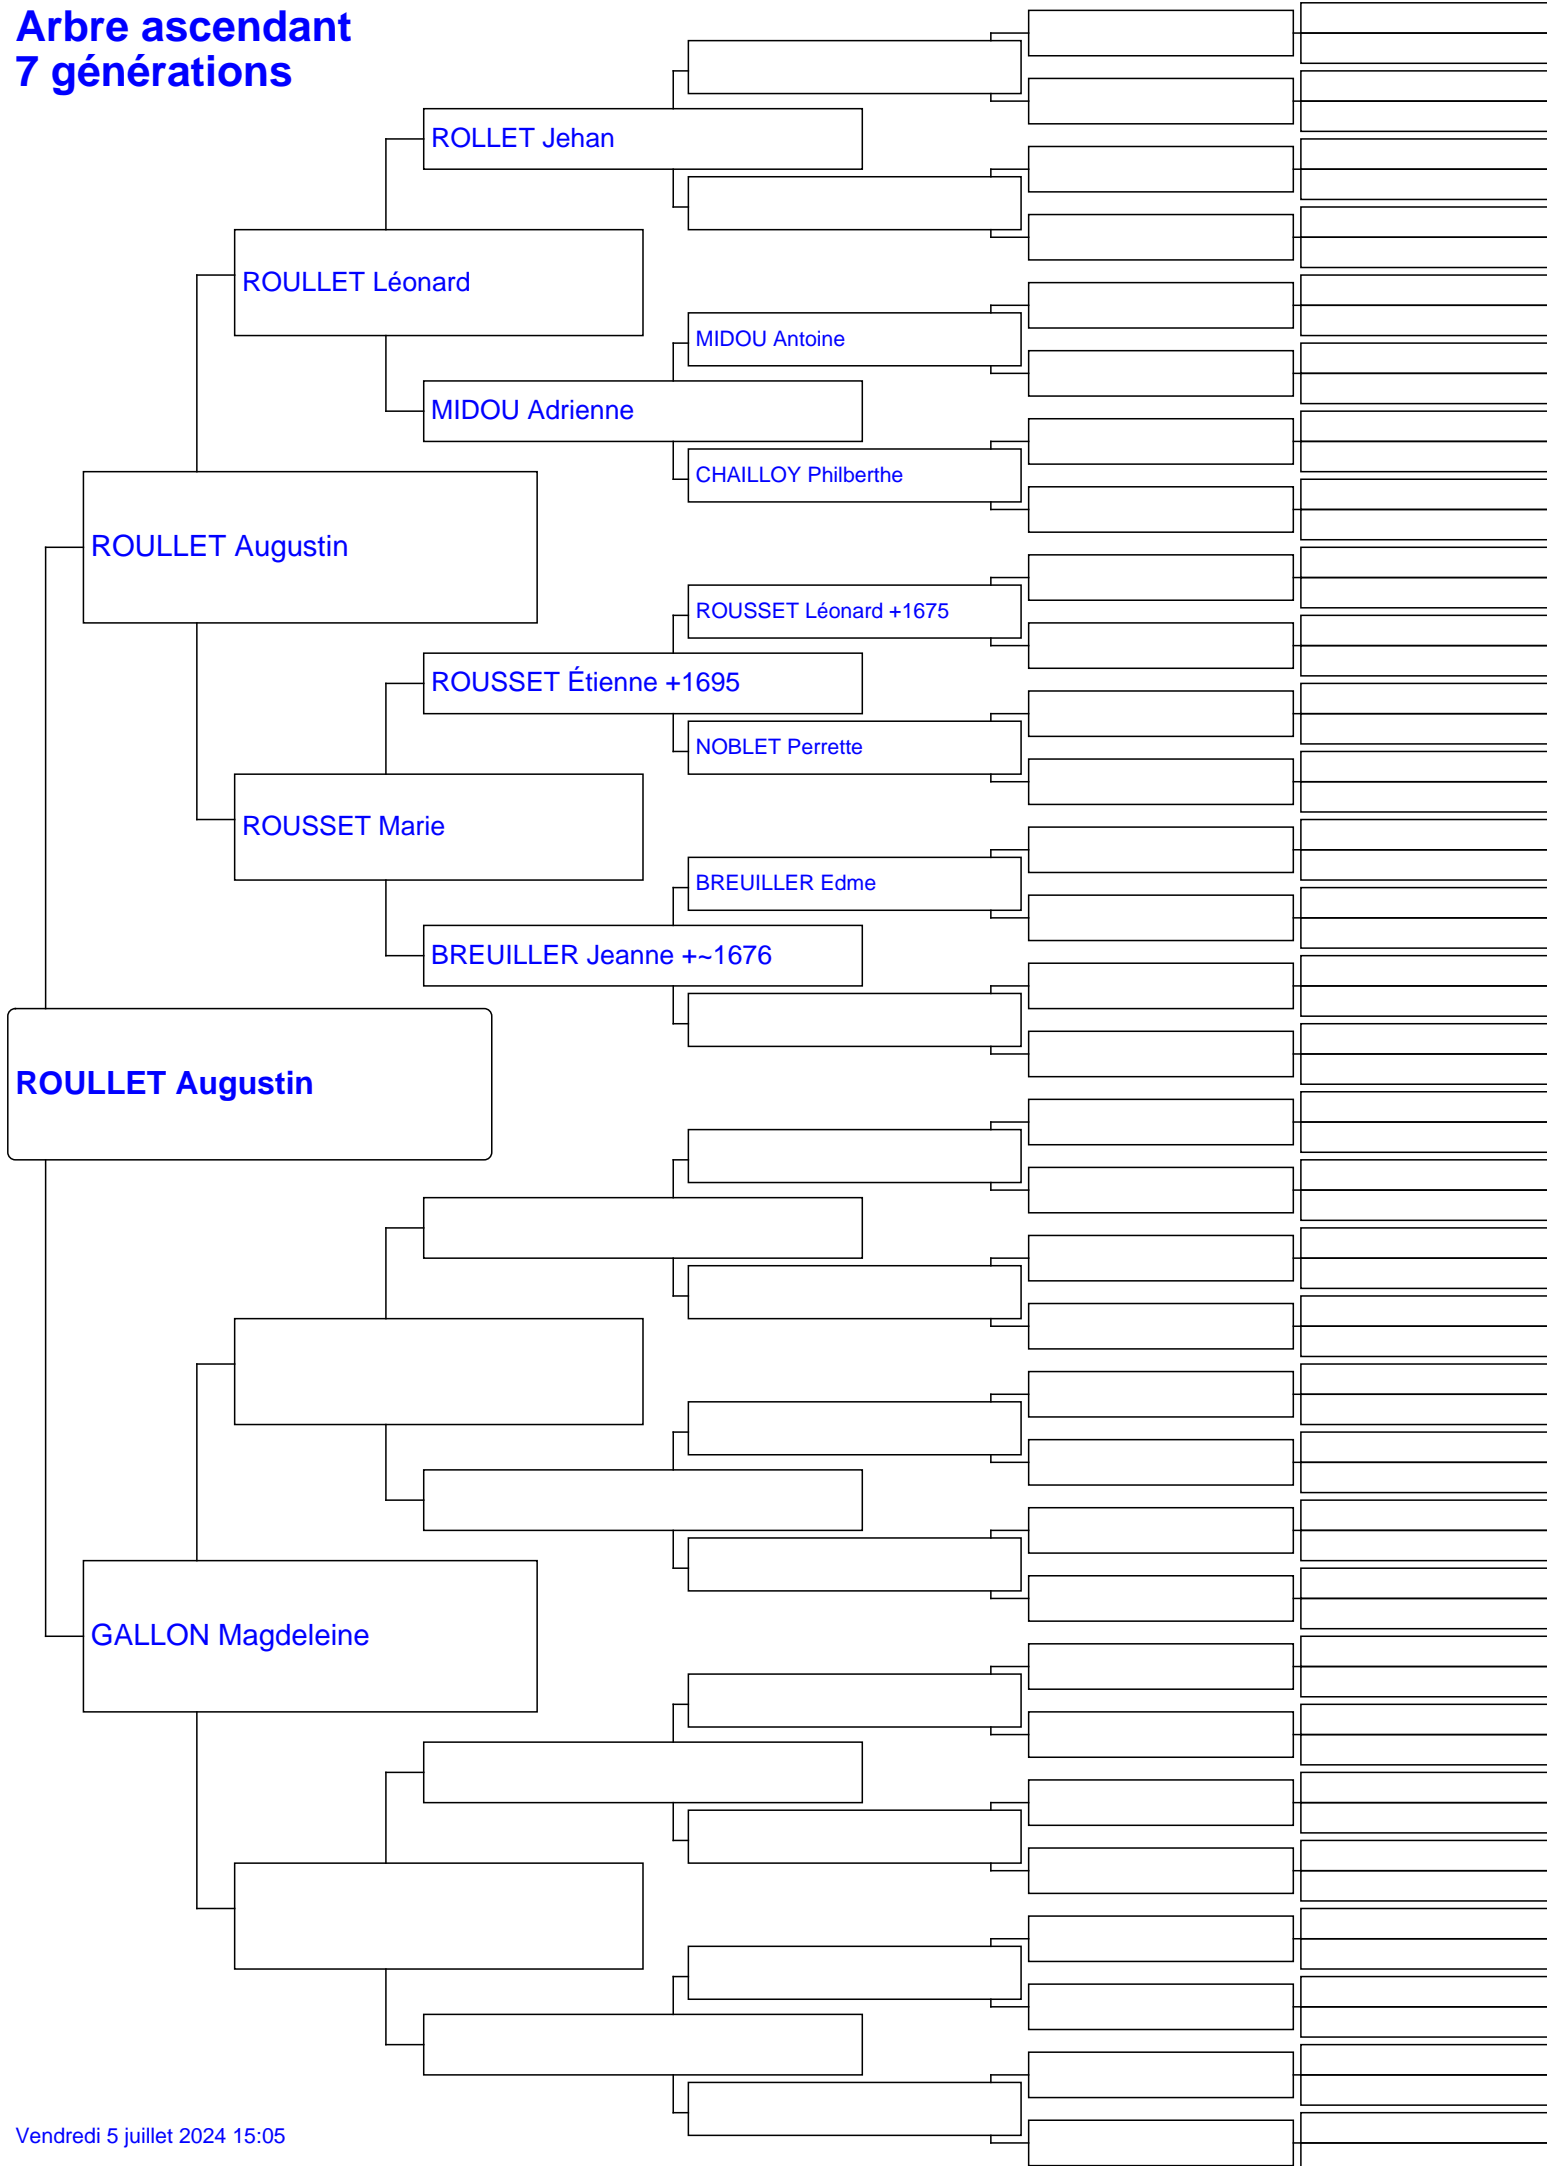 Arbre ascendant
7 générations
ROLLET Jehan
ROULLET Léonard
MIDOU Antoine
MIDOU Adrienne
CHAILLOY Philberthe
ROULLET Augustin
ROUSSET Léonard +1675
ROUSSET Étienne +1695
NOBLET Perrette
ROUSSET Marie
BREUILLER Edme
BREUILLER Jeanne +~1676
ROULLET Augustin
GALLON Magdeleine
Vendredi 5 juillet 2024 15:05